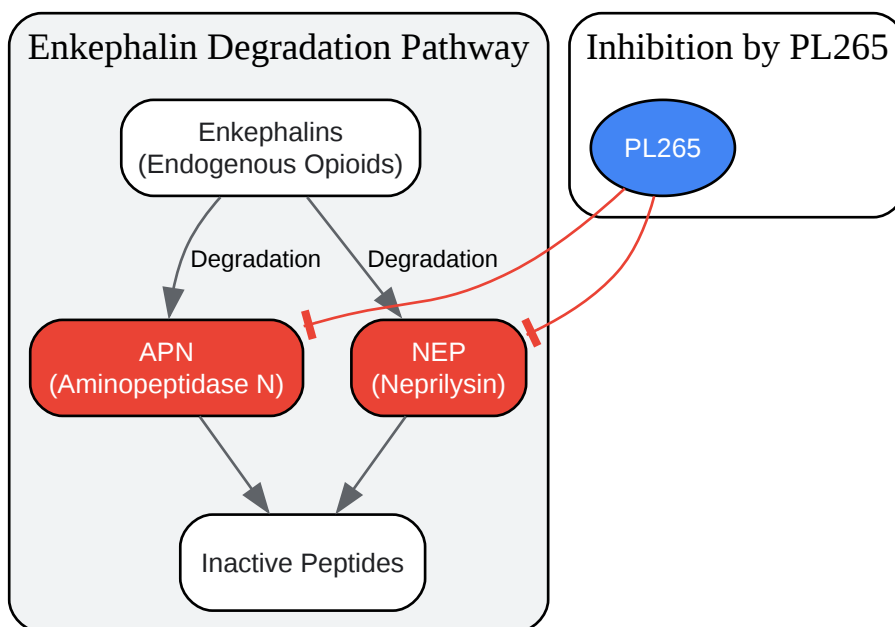 Enkephalin Degradation Pathway
Inhibition by PL265
Enkephalins
(Endogenous Opioids)
PL265
Degradation
Degradation
APN
(Aminopeptidase N)
NEP
(Neprilysin)
Inactive Peptides